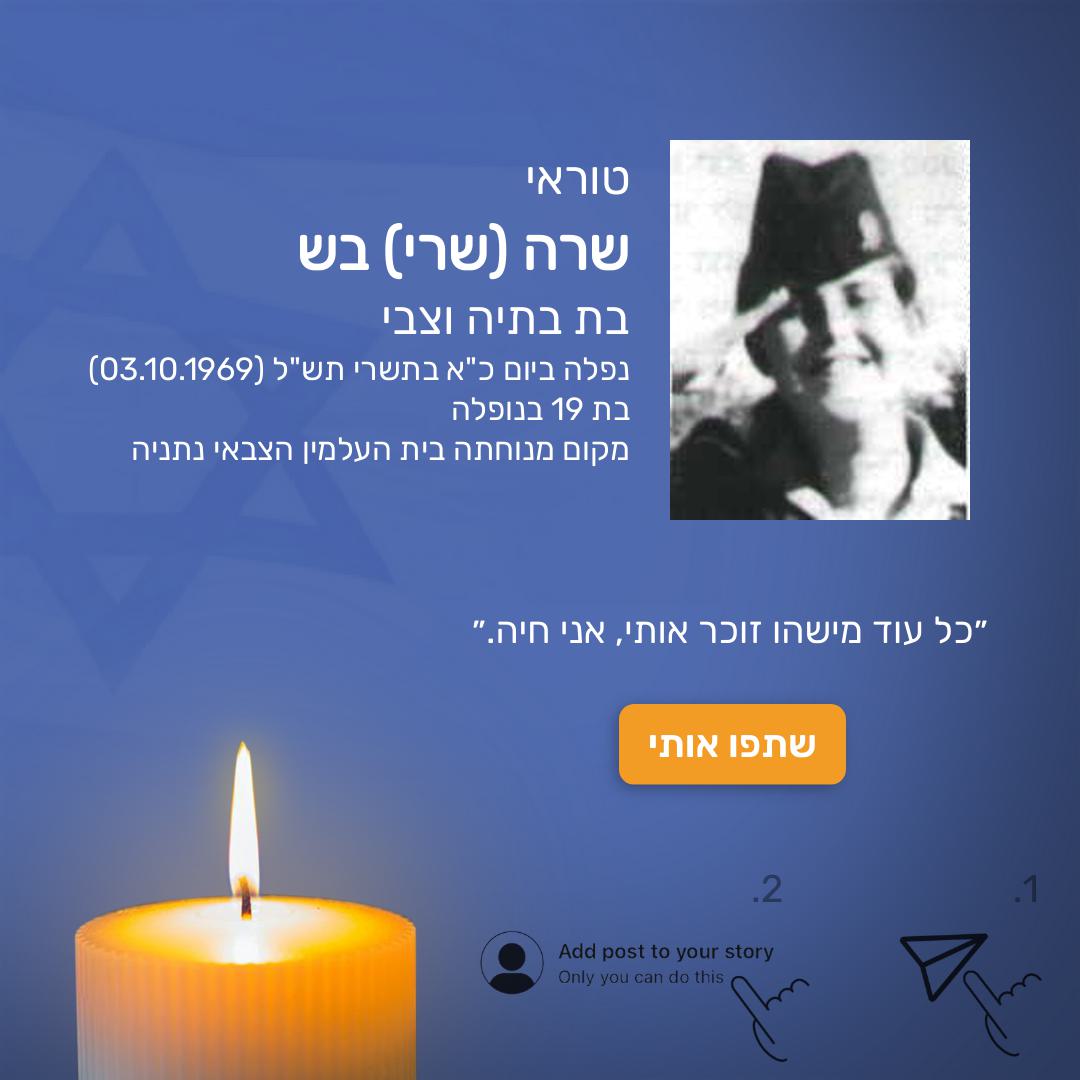 טוראי
שרה (שרי) בש
בת בתיה וצבי
נפלה ביום כ"א בתשרי תש"ל (03.10.1969)
בת 19 בנופלה
מקום מנוחתה בית העלמין הצבאי נתניה
״כל עוד מישהו זוכר אותי, אני חיה.״
שתפו אותי
.1
.2
Add post to your story
Only you can do this